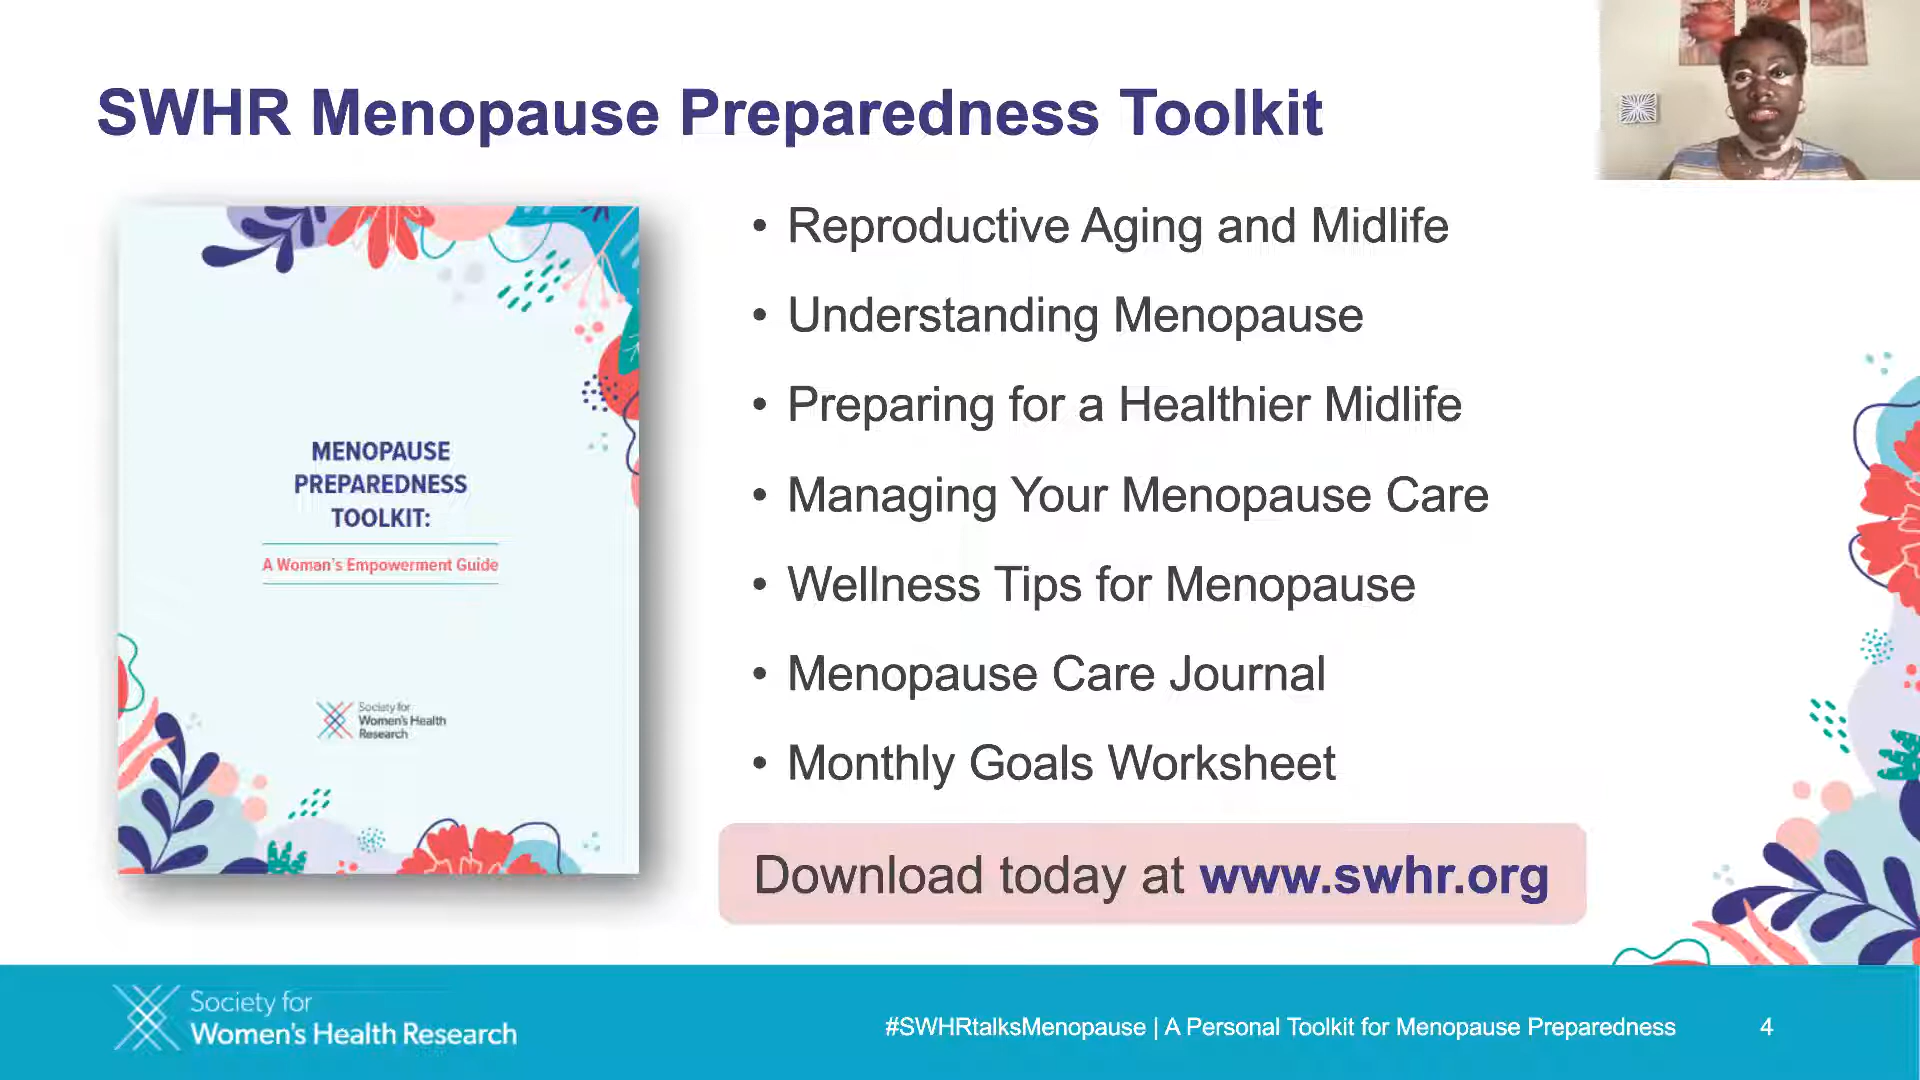 SWHR Menopause Preparedness Toolkit
MENOPAUSE
PREPAREDNESS
TOOLKIT:
A Woman's Empowerment Guide
Society for
Women's Health
Research
• Reproductive Aging and Midlife
• Understanding Menopause
• Preparing for a Healthier Midlife
• Managing Your Menopause Care
• Wellness Tips for Menopause
• Menopause Care Journal
• Monthly Goals Worksheet
Download today at www.swhr.org
Society for
Women's Health Research
#SWHRtalksMenopause | A Personal Toolkit for Menopause Preparedness
4